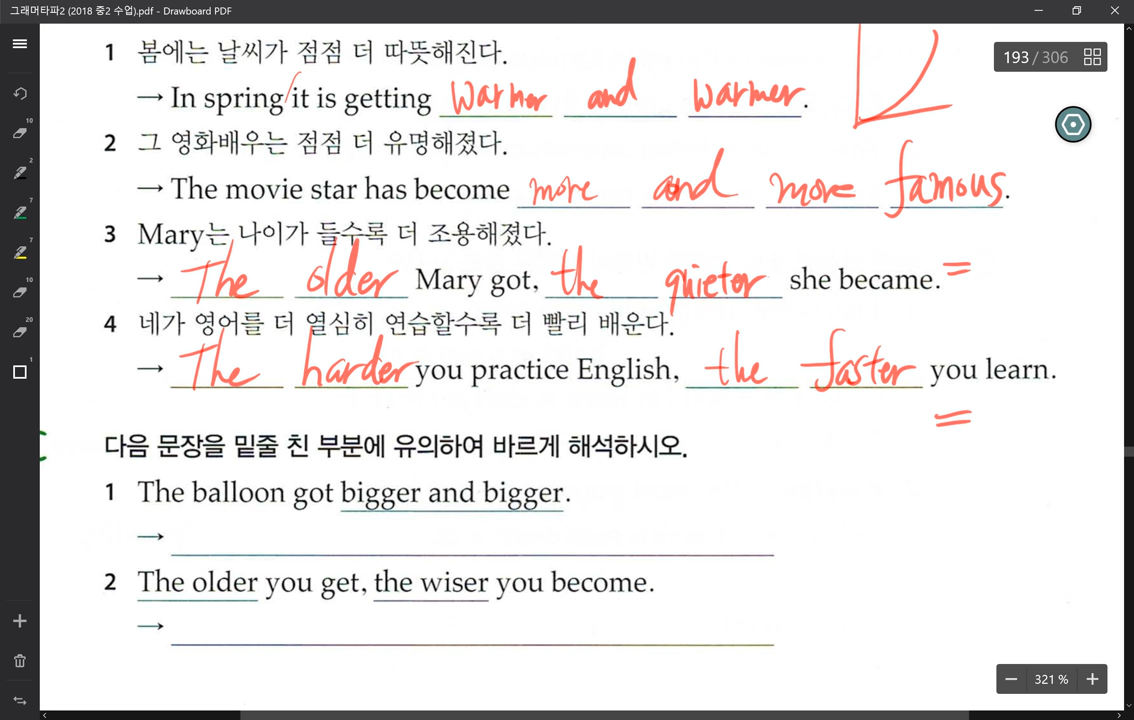 그래머타파2 (2018 중2 수업).pdf - Drawboard PDF
193 / 306
1 봄에는 날씨가 점점 더 따뜻해진다.
→ In spring it is getting warmer and warmer.
2 그 영화배우는 점점 더 유명해졌다.
→ The movie star has become more and more famous.
3 Mary는 나이가 들수록 더 조용해졌다.
→ The older Mary got, the quieter she became.
4 네가 영어를 더 열심히 연습할수록 더 빨리 배운다.
→ The harder you practice English, the faster you learn.
다음 문장을 밑줄 친 부분에 유의하여 바르게 해석하시오.
1 The balloon got bigger and bigger.
→
2 The older you get, the wiser you become.
→
321 %
10
2
7
7
10
20
1